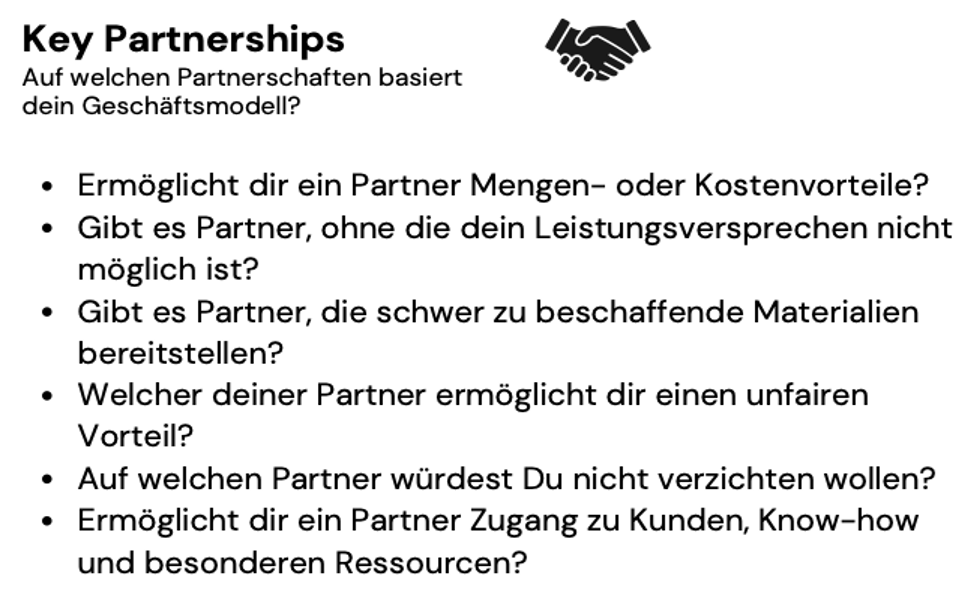 Key Partnerships
Auf welchen Partnerschaften basiert
dein Geschäftsmodell?
• Ermöglicht dir ein Partner Mengen- oder Kostenvorteile?
• Gibt es Partner, ohne die dein Leistungsversprechen nicht
möglich ist?
• Gibt es Partner, die schwer zu beschaffende Materialien
bereitstellen?
• Welcher deiner Partner ermöglicht dir einen unfairen
Vorteil?
• Auf welchen Partner würdest Du nicht verzichten wollen?
• Ermöglicht dir ein Partner Zugang zu Kunden, Know-how
und besonderen Ressourcen?